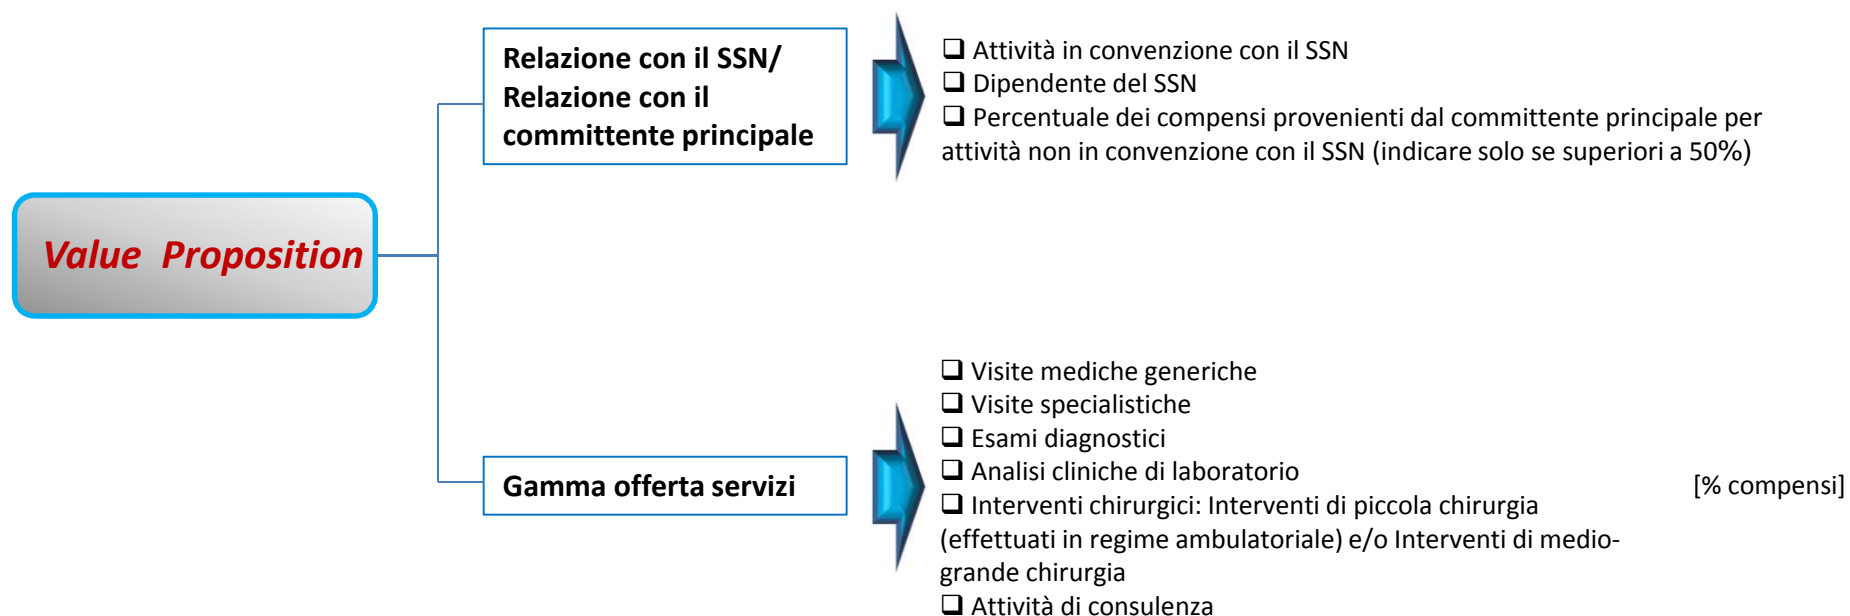 Relazione con il SSN/
Relazione con il
committente principale
❑ Attività in convenzione con il SSN
❑ Dipendente del SSN
❑ Percentuale dei compensi provenienti dal committente principale per
attività non in convenzione con il SSN (indicare solo se superiori a 50%)
Value Proposition
Gamma offerta servizi
❑ Visite mediche generiche
❑ Visite specialistiche
❑ Esami diagnostici
❑ Analisi cliniche di laboratorio
❑ Interventi chirurgici: Interventi di piccola chirurgia
(effettuati in regime ambulatoriale) e/o Interventi di medio-
grande chirurgia
❑ Attività di consulenza
[% compensi]